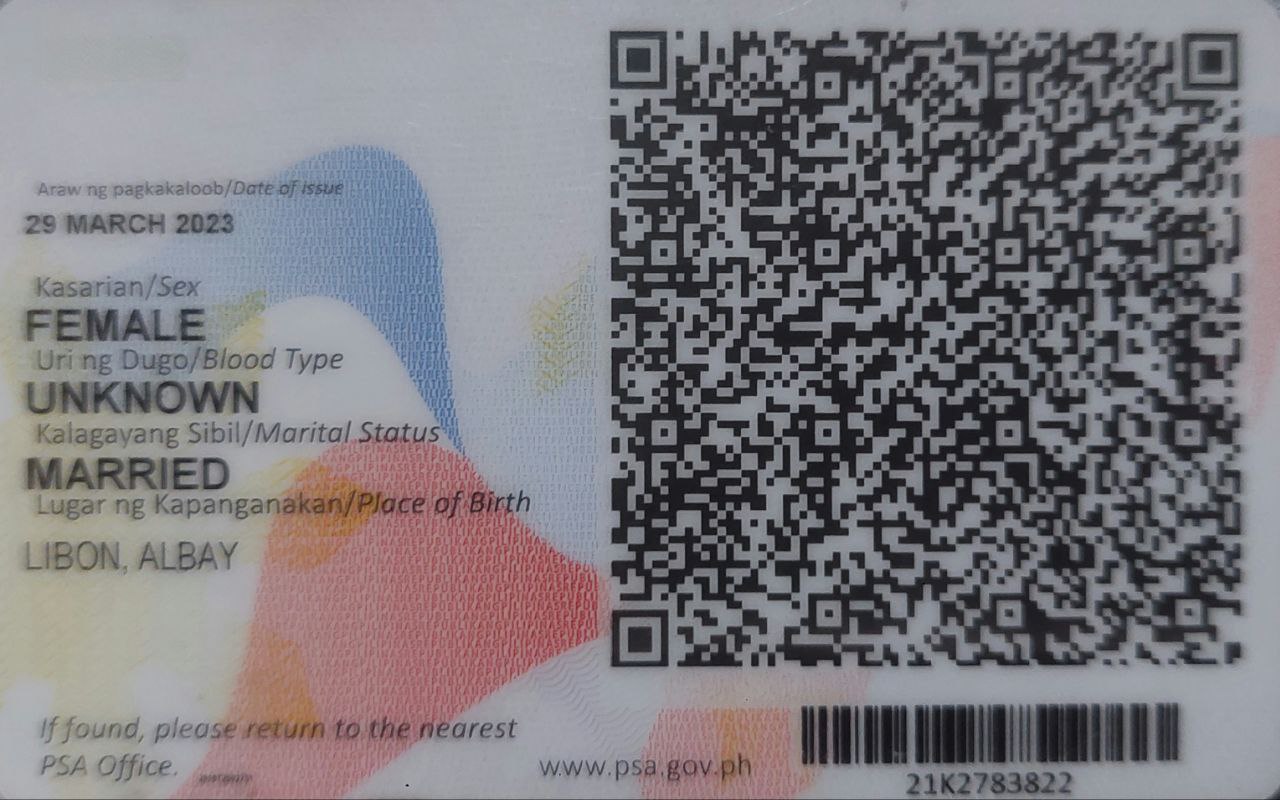 Araw ng pagkakaloob/Date of issue
29 MARCH 2023
Kasarian/Sex
FEMALE
Uri ng Dugo/Blood Type
UNKNOWN
Kalagayang Sibil/Marital Status
MARRIED
Lugar ng Kapanganakan/Place of Birth
LIBON, ALBAY
If found, please return to the nearest
PSA Office.
www.psa.gov.ph
21K2783822